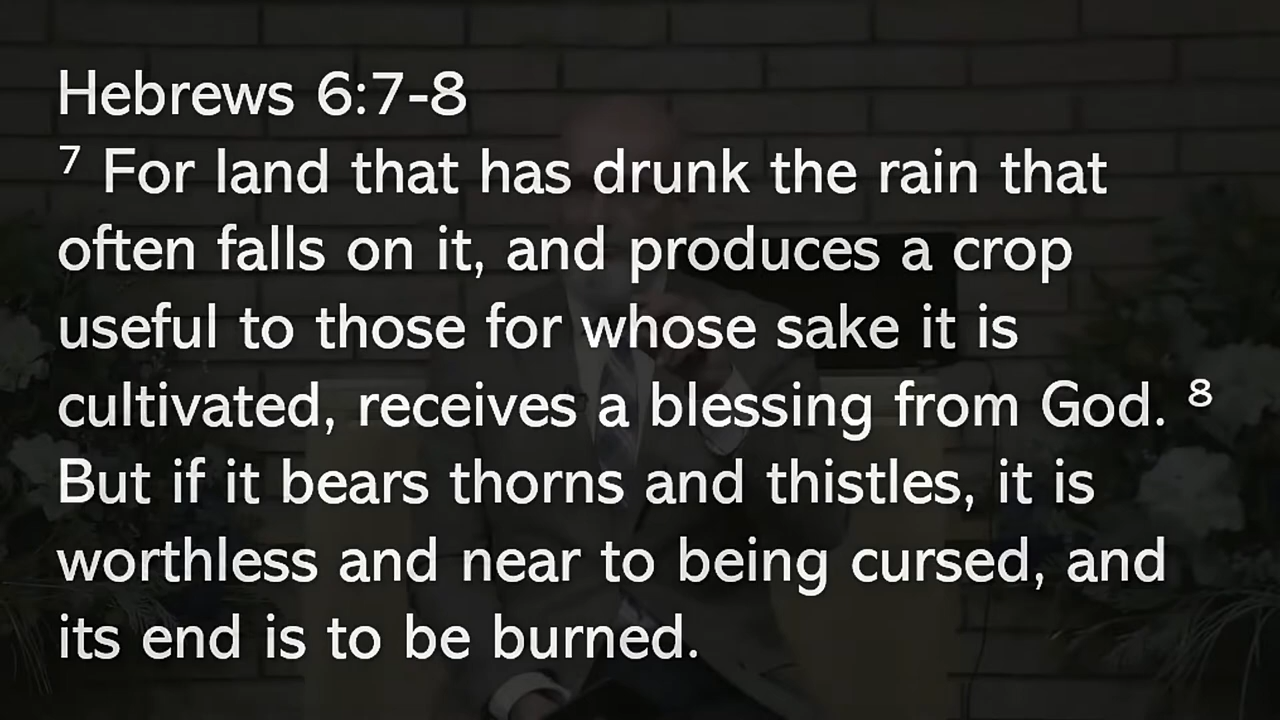 Hebrews 6:7-8
⁷ For land that has drunk the rain that
often falls on it, and produces a crop
useful to those for whose sake it is
cultivated, receives a blessing from God. ⁸
But if it bears thorns and thistles, it is
worthless and near to being cursed, and
its end is to be burned.